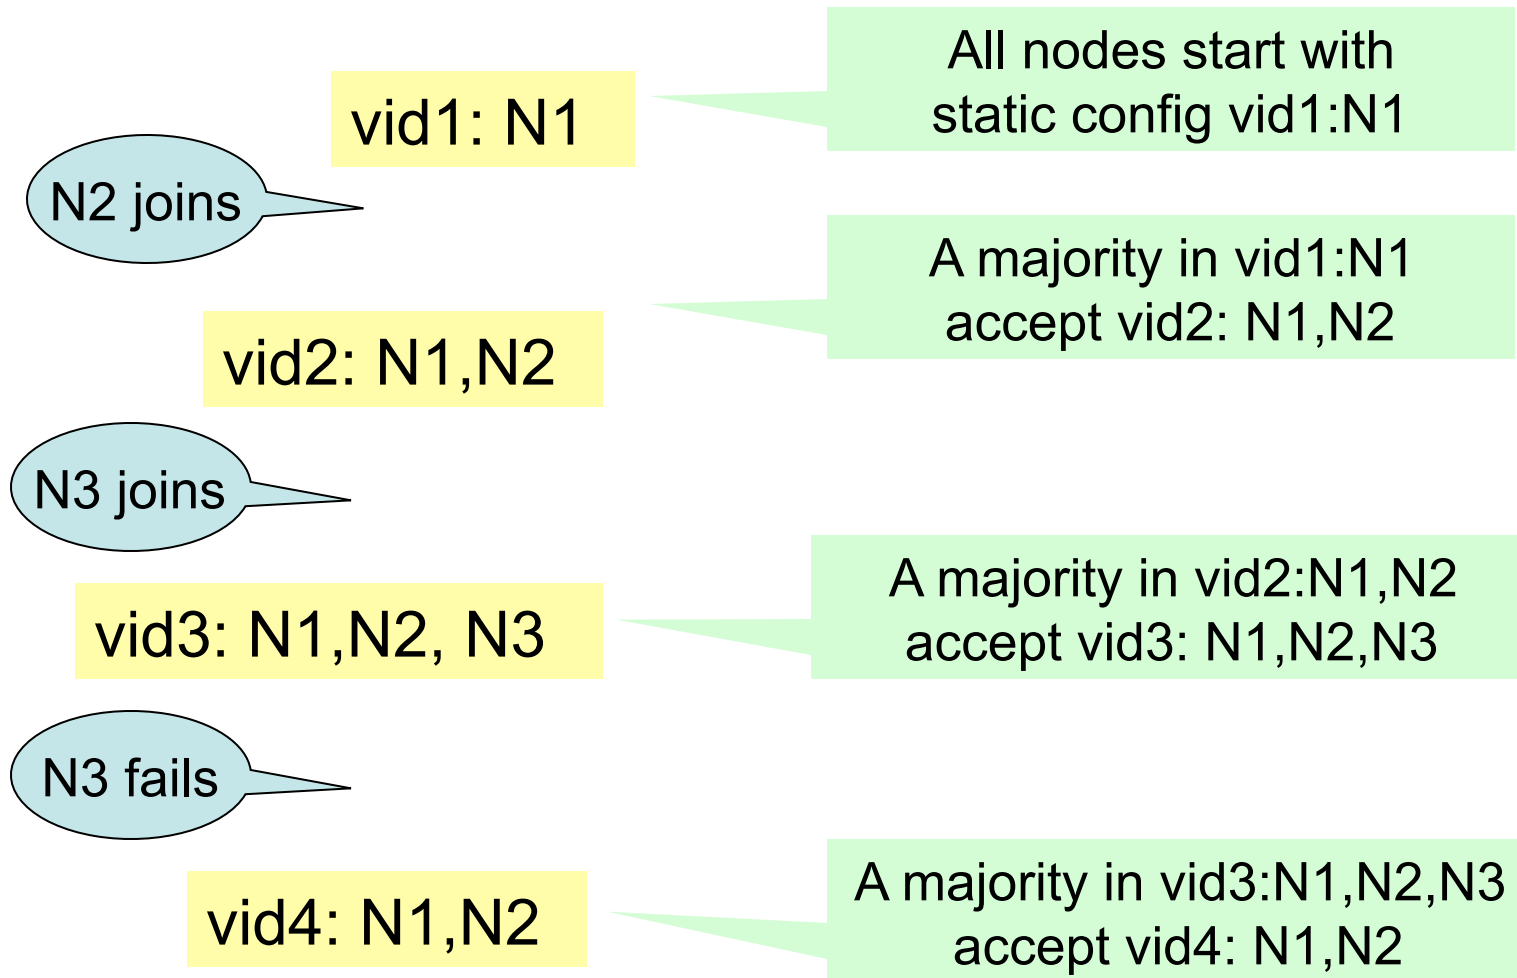 All nodes start with
static config vid1:N1
vid1: N1
N2 joins
A majority in vid1:N1
accept vid2: N1,N2
vid2: N1,N2
N3 joins
A majority in vid2:N1,N2
accept vid3: N1,N2,N3
vid3: N1,N2, N3
N3 fails
A majority in vid3:N1,N2,N3
accept vid4: N1,N2
vid4: N1,N2